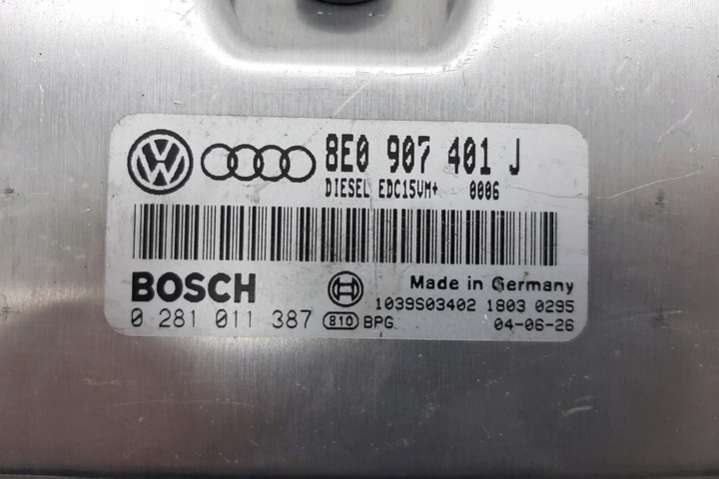 8E0 907 401 J
DIESEL EDC15VM+ 0006
BOSCH
Made in Germany
1039S03402 1803 0295
0 281 011 387 810 BPG 04-06-26